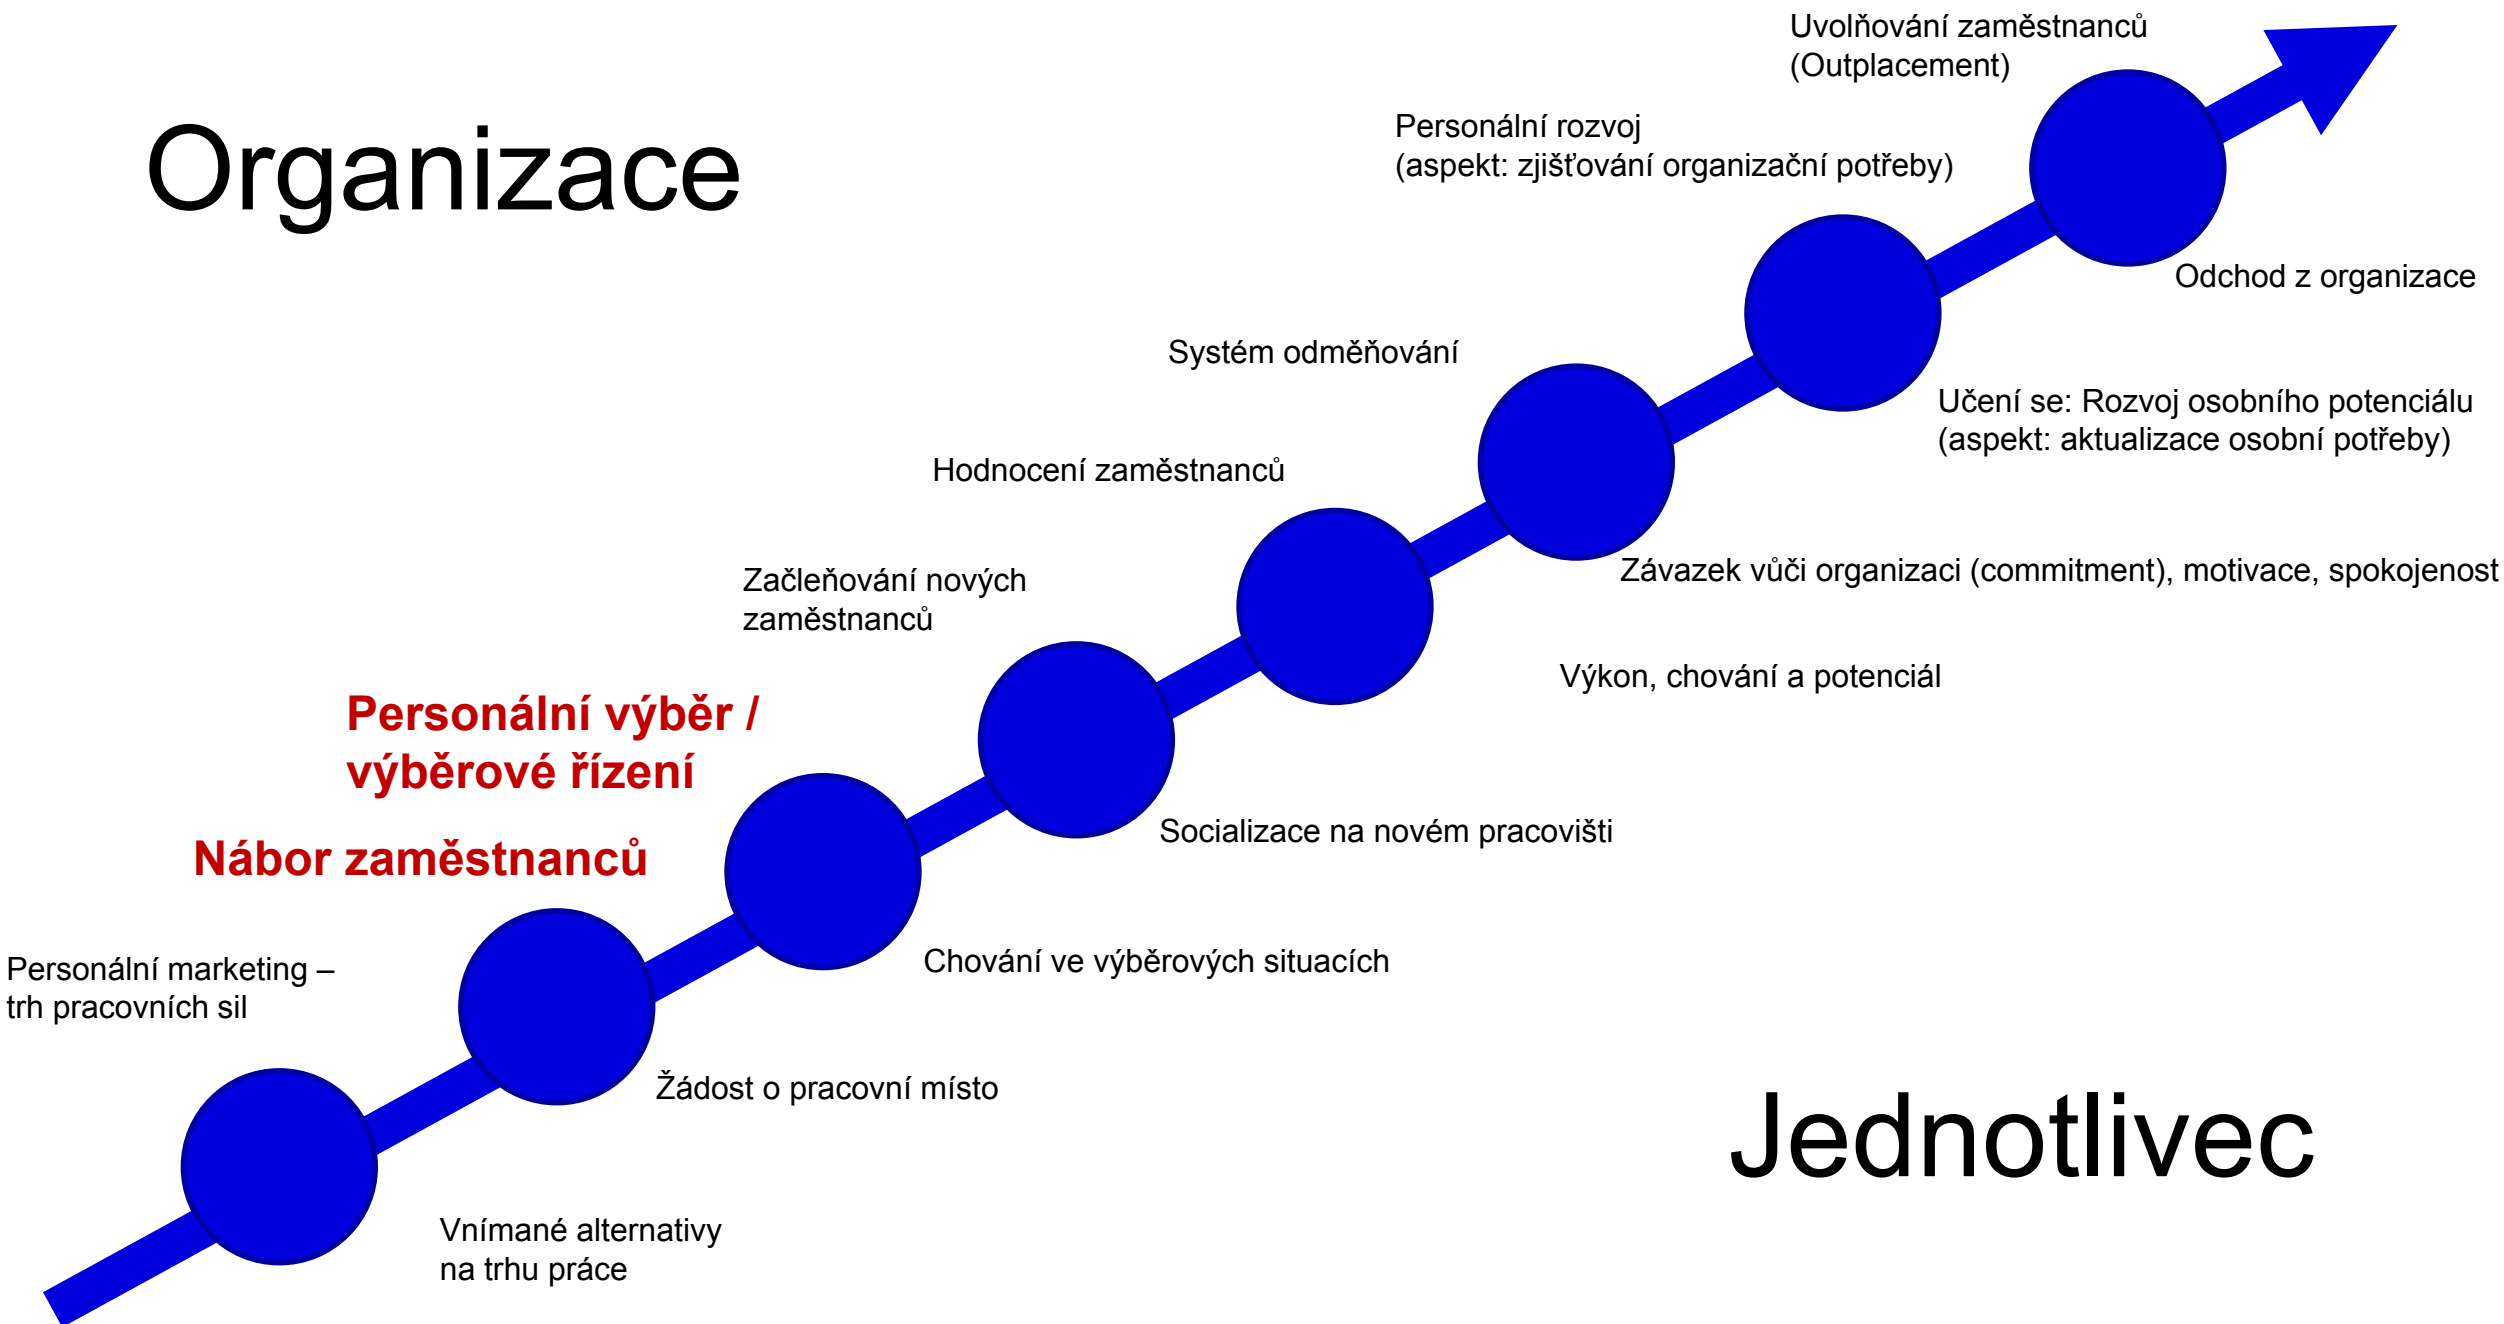 Uvolňování zaměstnanců
(Outplacement)
Personální rozvoj
(aspekt: zjišťování organizační potřeby)
Organizace
Odchod z organizace
Systém odměňování
Učení se: Rozvoj osobního potenciálu
(aspekt: aktualizace osobní potřeby)
Hodnocení zaměstnanců
Závazek vůči organizaci (commitment), motivace, spokojenost
Začleňování nových
zaměstnanců
Výkon, chování a potenciál
Personální výběr /
výběrové řízení
Socializace na novém pracovišti
Nábor zaměstnanců
Chování ve výběrových situacích
Personální marketing –
trh pracovních sil
Žádost o pracovní místo
Jednotlivec
Vnímané alternativy
na trhu práce